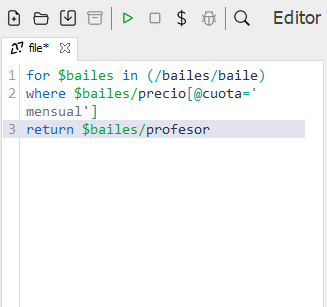 Editor
file*
1 for $bailes in (/bailes/baile)
2 where $bailes/precio[@cuota='
mensual']
3 return $bailes/profesor